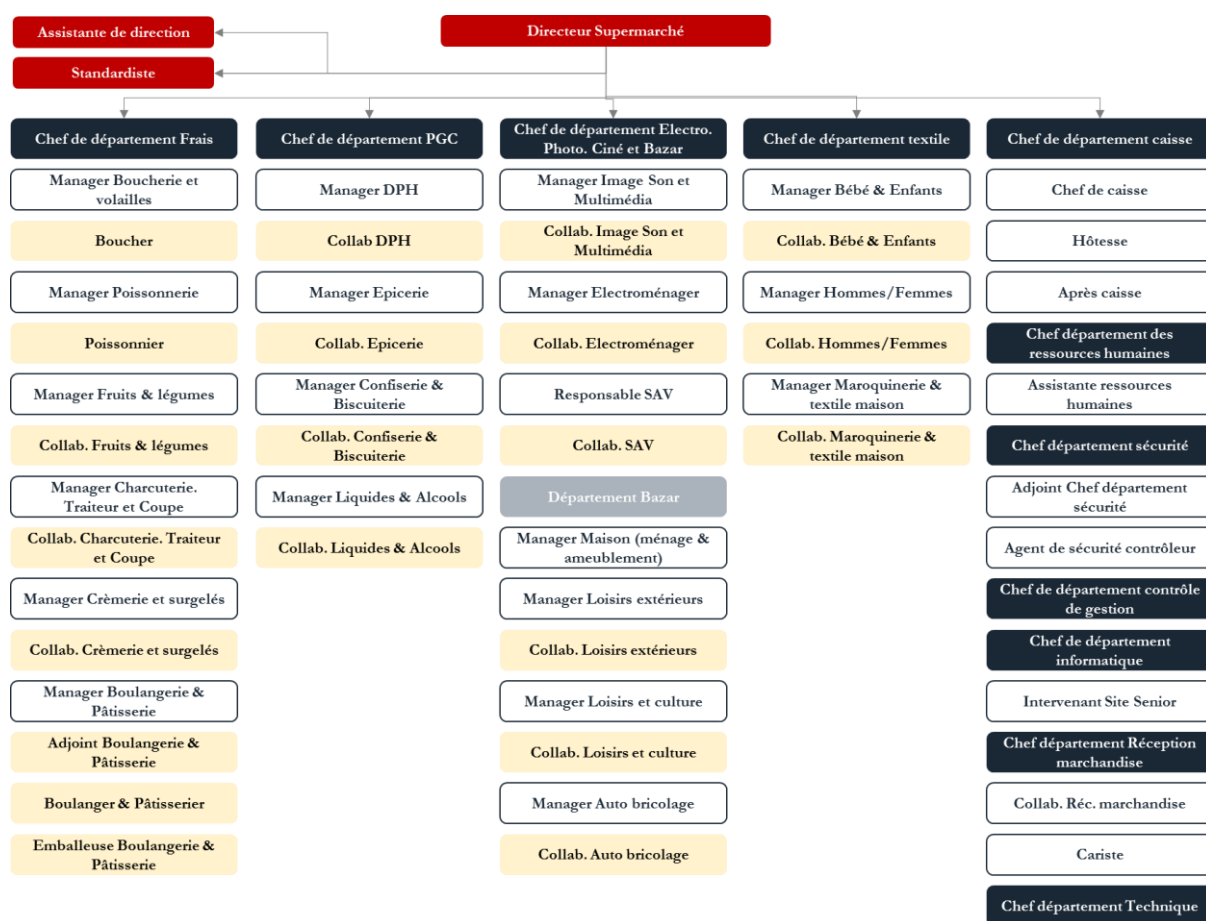 Assistante de direction
Directeur Supermarché
Standardiste
Chef de département Frais
Manager Boucherie et
volailles
Boucher
Manager Poissonnerie
Poissonnier
Manager Fruits & légumes
Collab. Fruits & légumes
Manager Charcuterie.
Traiteur et Coupe
Collab. Charcuterie. Traiteur
et Coupe
Manager Crèmerie et surgelés
Collab. Crèmerie et surgelés
Manager Boulangerie &
Pâtisserie
Adjoint Boulangerie &
Pâtisserie
Boulanger & Pâtisserier
Emballeuse Boulangerie &
Pâtisserie
Chef de département PGC
Manager DPH
Collab DPH
Manager Epicerie
Collab. Epicerie
Manager Confiserie &
Biscuiterie
Collab. Confiserie &
Biscuiterie
Manager Liquides & Alcools
Collab. Liquides & Alcools
Chef de département Electro.
Photo. Ciné et Bazar
Manager Image Son et
Multimédia
Collab. Image Son et
Multimédia
Manager Electroménager
Collab. Electroménager
Responsable SAV
Collab. SAV
Département Bazar
Manager Maison (ménage &
ameublement)
Manager Loisirs extérieurs
Collab. Loisirs extérieurs
Manager Loisirs et culture
Collab. Loisirs et culture
Manager Auto bricolage
Collab. Auto bricolage
Chef de département textile
Manager Bébé & Enfants
Collab. Bébé & Enfants
Manager Hommes/Femmes
Collab. Hommes/Femmes
Manager Maroquinerie &
textile maison
Collab. Maroquinerie &
textile maison
Chef de département caisse
Chef de caisse
Hôtesse
Après caisse
Chef département des
ressources humaines
Assistante ressources
humaines
Chef département sécurité
Adjoint Chef département
sécurité
Agent de sécurité contrôleur
Chef de département contrôle
de gestion
Chef de département
informatique
Intervenant Site Senior
Chef département Réception
marchandise
Collab. Réc. marchandise
Cariste
Chef département Technique